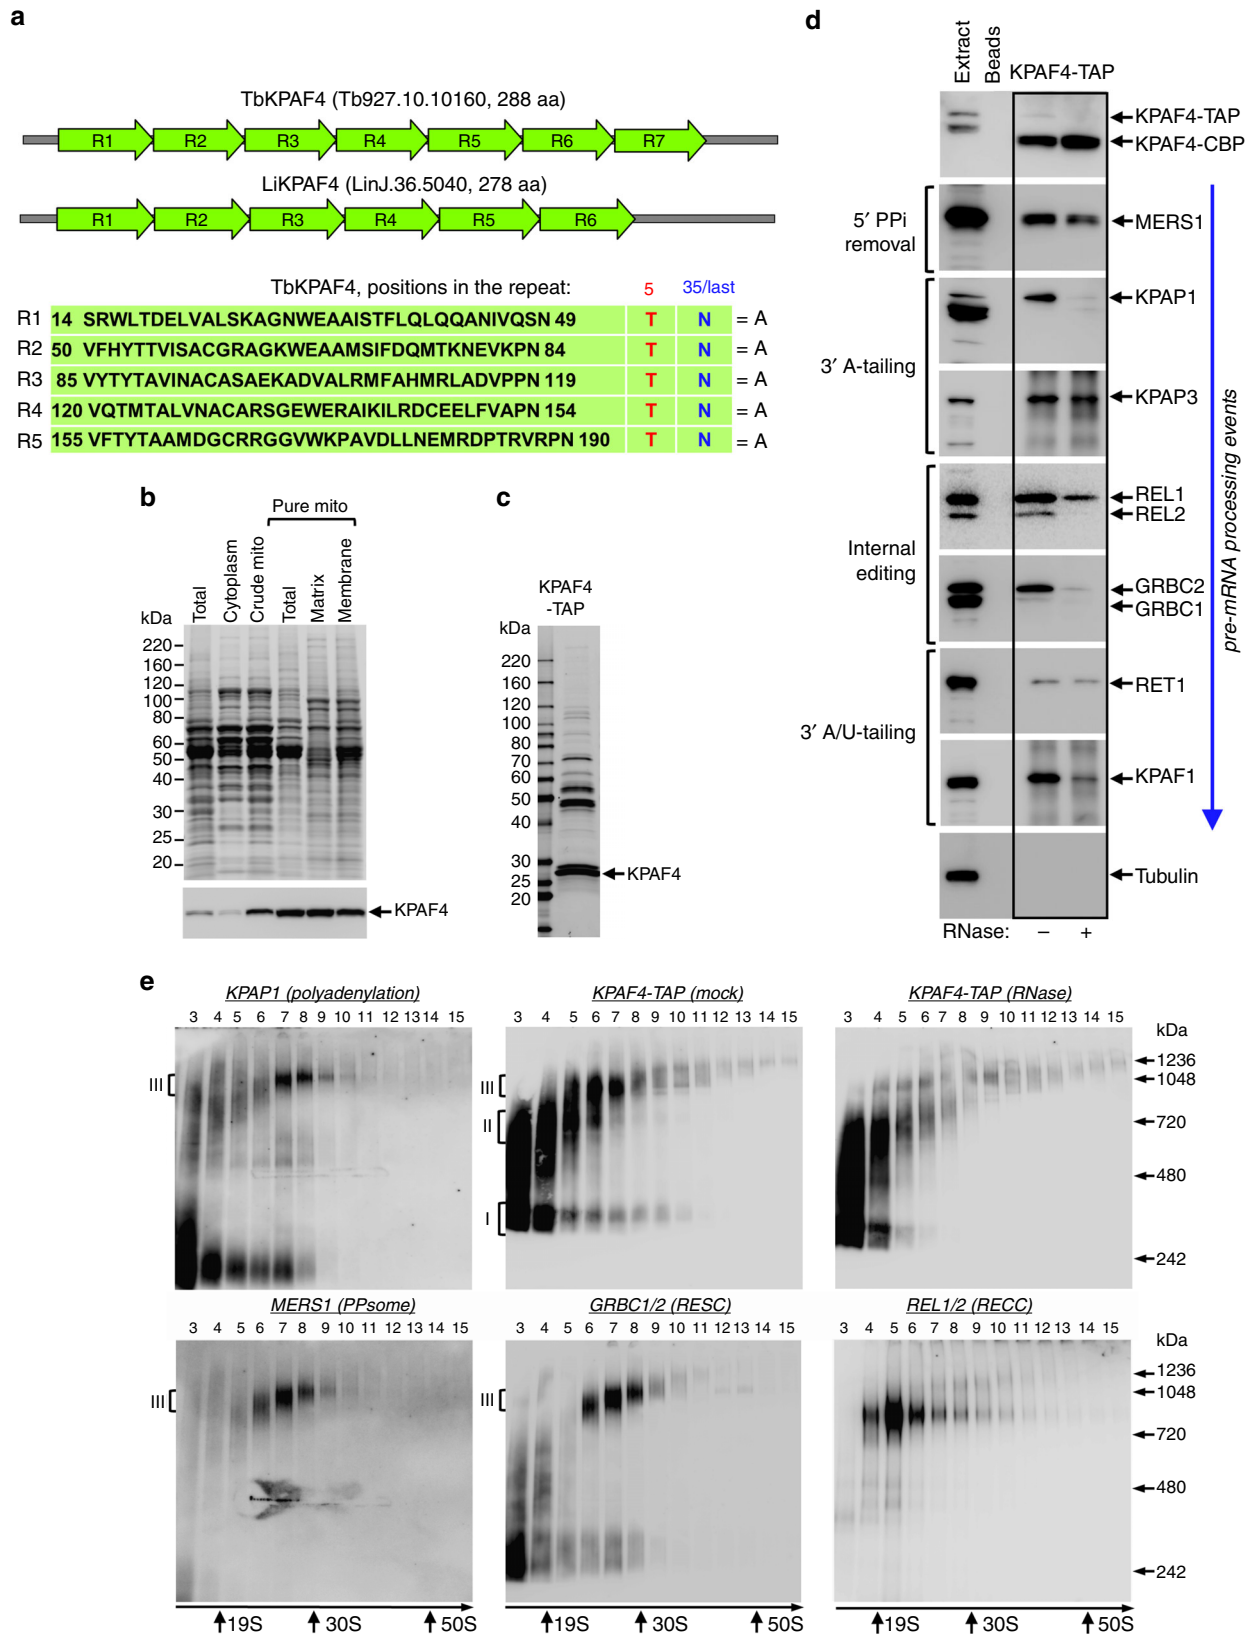 a
TbKPAF4 (Tb927.10.10160, 288 aa)
R1 R2 R3 R4 R5 R6 R7
LiKPAF4 (LinJ.36.5040, 278 aa)
R1 R2 R3 R4 R5 R6
TbKPAF4, positions in the repeat: 5 35/last
R1 14 SRWLTDELVALSKAGNWEAAISTFLQLQQANIVQSN 49 T N = A
R2 50 VFHYTTVISACGRAGKWEAAMSIFDQMTKNEVKPN 84 T N = A
R3 85 VYTYTAVINACASAEKADVALRMFAHMRLADVPPN 119 T N = A
R4 120 VQTMTALVNACARSGEWERAIKILRDCEELFVAPN 154 T N = A
R5 155 VFTYTAAMDGCRRGGVWKPAVDLLNEMRDPTRVRPN 190 T N = A
b
Pure mito
Total Cytoplasm Crude mito Total Matrix Membrane
kDa
220
160
120
100
80
60
50
40
30
25
20
KPAF4
c
KPAF4
-TAP
kDa
220
160
120
100
80
70
60
50
40
30
25
20
KPAF4
d
Extract Beads KPAF4-TAP
KPAF4-TAP
KPAF4-CBP
5′ PPi
removal
MERS1
3′ A-tailing
KPAP1
KPAP3
Internal
editing
REL1
REL2
GRBC2
GRBC1
3′ A/U-tailing
RET1
KPAF1
Tubulin
RNase: – +
pre-mRNA processing events
e
KPAP1 (polyadenylation) KPAF4-TAP (mock) KPAF4-TAP (RNase)
3 4 5 6 7 8 9 10 11 12 13 14 15 3 4 5 6 7 8 9 10 11 12 13 14 15 3 4 5 6 7 8 9 10 11 12 13 14 15
kDa
1236
1048
720
480
242
III
III
II
I
MERS1 (PPsome) GRBC1/2 (RESC) REL1/2 (RECC)
3 4 5 6 7 8 9 10 11 12 13 14 15 3 4 5 6 7 8 9 10 11 12 13 14 15 3 4 5 6 7 8 9 10 11 12 13 14 15
kDa
1236
1048
720
480
242
III
III
19S 30S 50S 19S 30S 50S 19S 30S 50S